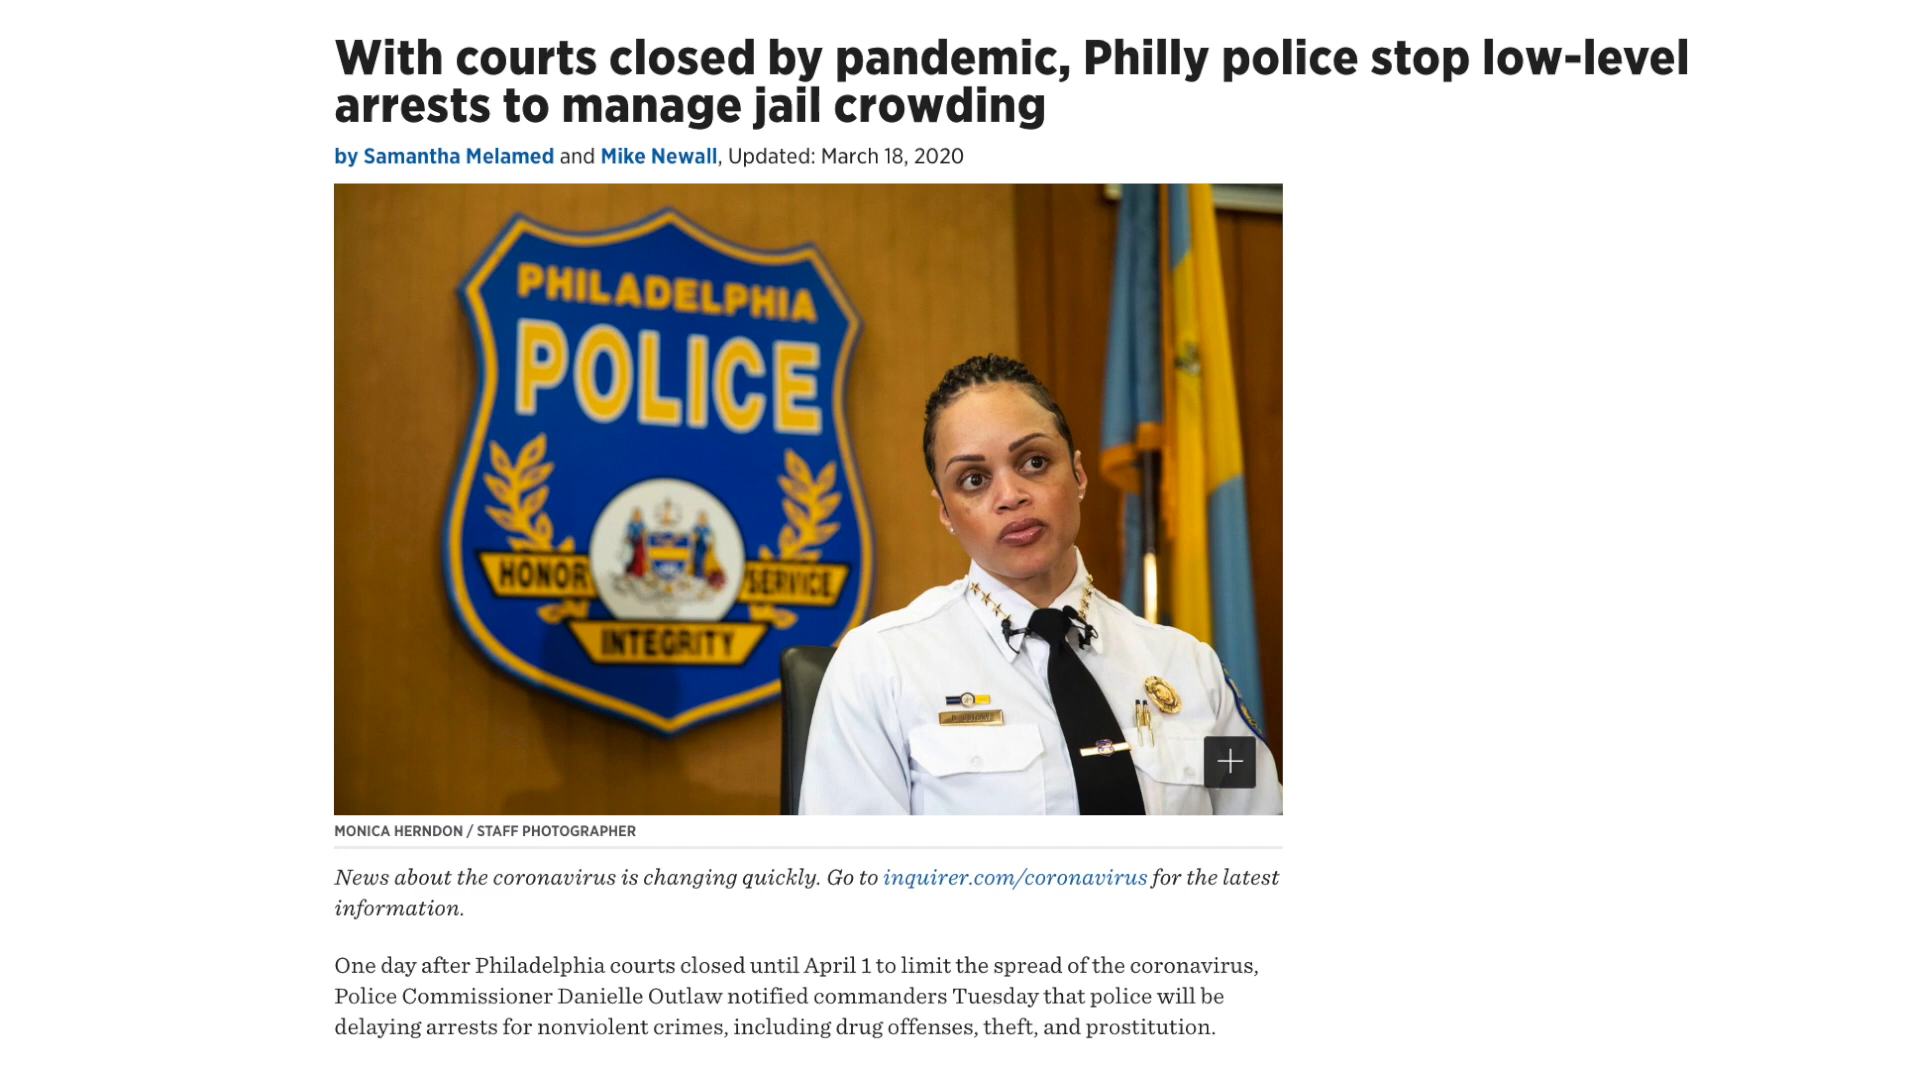 With courts closed by pandemic, Philly police stop low-level
arrests to manage jail crowding
by Samantha Melamed and Mike Newall, Updated: March 18, 2020
PHILADELPHIA
POLICE
HONOR
SERVICE
INTEGRITY
MONICA HERNDON / STAFF PHOTOGRAPHER
News about the coronavirus is changing quickly. Go to inquirer.com/coronavirus for the latest
information.
One day after Philadelphia courts closed until April 1 to limit the spread of the coronavirus,
Police Commissioner Danielle Outlaw notified commanders Tuesday that police will be
delaying arrests for nonviolent crimes, including drug offenses, theft, and prostitution.